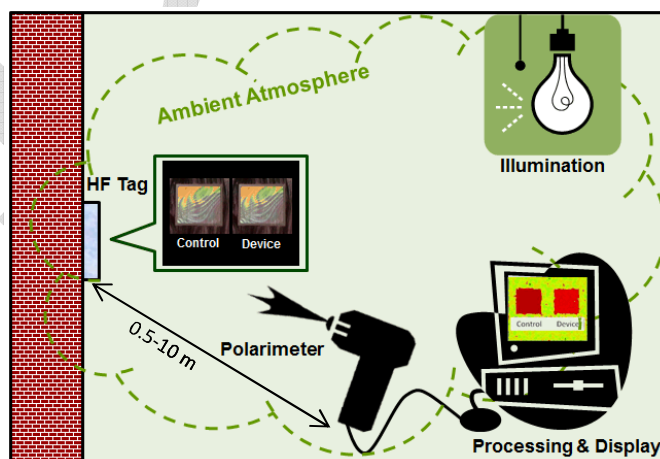 Ambient Atmosphere
Illumination
HF Tag
Control Device
0.5-10 m
Polarimeter
Control Device
Processing & Display